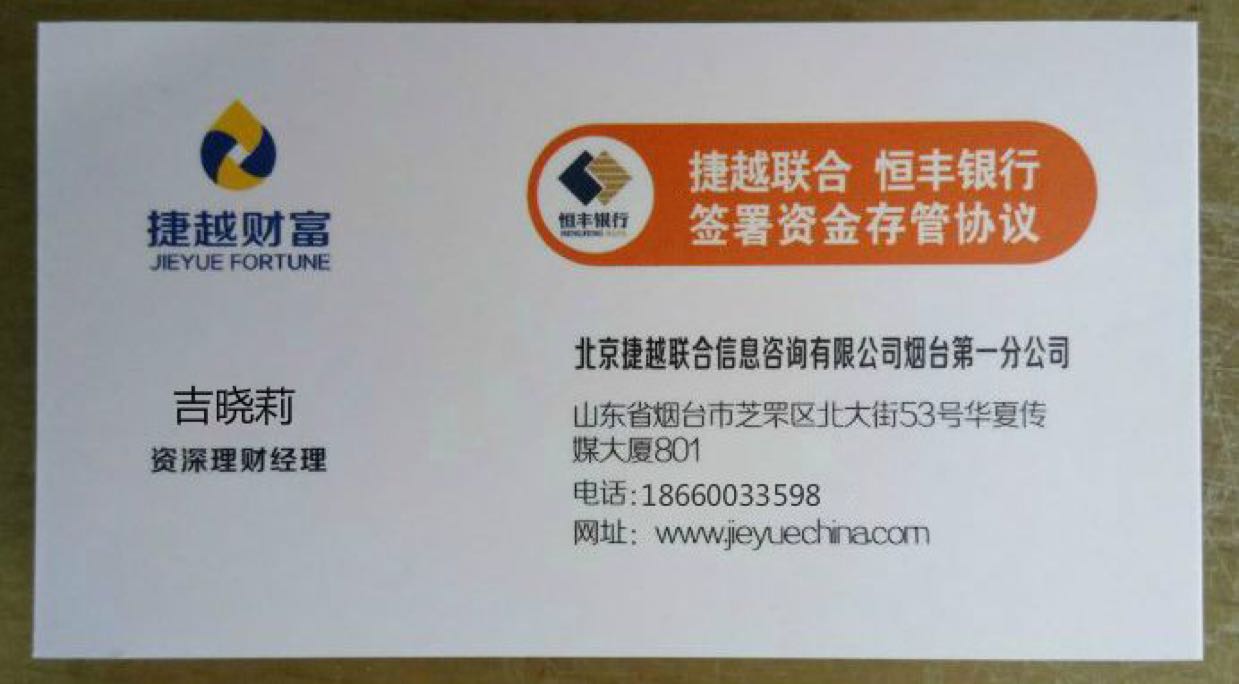 捷越财富
JIEYUE FORTUNE
恒丰银行
捷越联合 恒丰银行
签署资金存管协议
吉晓莉
资深理财经理
北京捷越联合信息咨询有限公司烟台第一分公司
山东省烟台市芝罘区北大街53号华夏传
媒大厦801
电话:18660033598
网址：www.jieyuechina.com